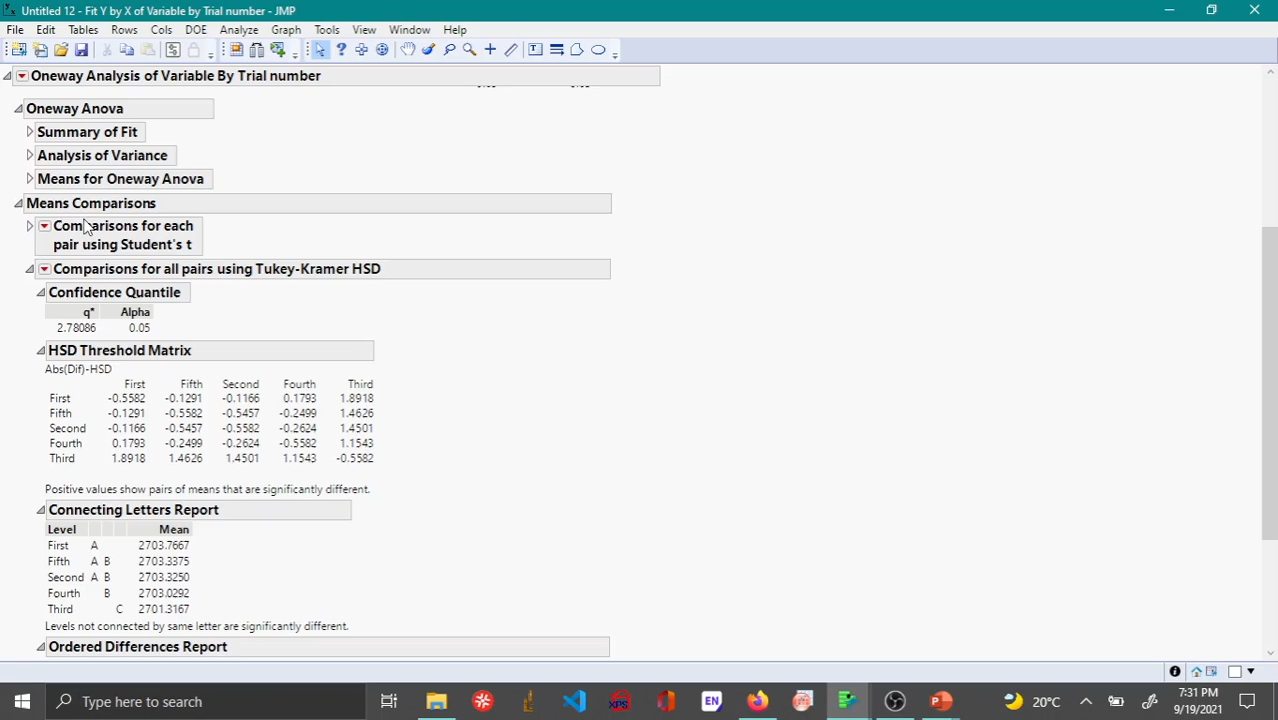 Untitled 12 - Fit Y by X of Variable by Trial number - JMP
File Edit Tables Rows Cols DOE Analyze Graph Tools View Window Help
Oneway Analysis of Variable By Trial number
Oneway Anova
Summary of Fit
Analysis of Variance
Means for Oneway Anova
Means Comparisons
Comparisons for each
pair using Student's t
Comparisons for all pairs using Tukey-Kramer HSD
Confidence Quantile
q* Alpha
2.78086 0.05
HSD Threshold Matrix
Abs(Dif)-HSD
First Fifth Second Fourth Third
First -0.5582 -0.1291 -0.1166 0.1793 1.8918
Fifth -0.1291 -0.5582 -0.5457 -0.2499 1.4626
Second -0.1166 -0.5457 -0.5582 -0.2624 1.4501
Fourth 0.1793 -0.2499 -0.2624 -0.5582 1.1543
Third 1.8918 1.4626 1.4501 1.1543 -0.5582
Positive values show pairs of means that are significantly different.
Connecting Letters Report
Level Mean
First A 2703.7667
Fifth A B 2703.3375
Second A B 2703.3250
Fourth B 2703.0292
Third C 2701.3167
Levels not connected by same letter are significantly different.
Ordered Differences Report
Type here to search
EN
XPS
20°C
7:31 PM
9/19/2021